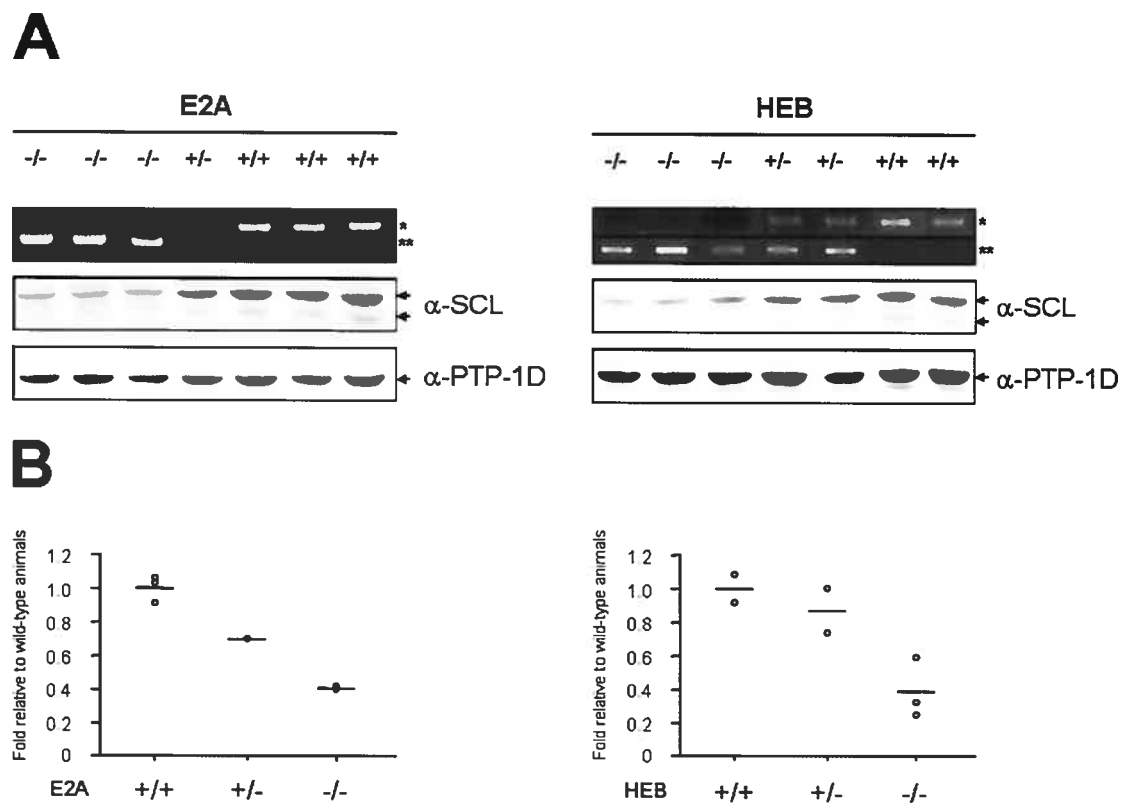 A
E2A
-/- -/- -/- +/- +/+ +/+ +/+
*
**
α-SCL
α-PTP-1D
HEB
-/- -/- -/- +/- +/- +/+ +/+
*
**
α-SCL
α-PTP-1D
B
Fold relative to wild-type animals
1.2
1.0
0.8
0.6
0.4
0.2
0
E2A +/+ +/- -/-
Fold relative to wild-type animals
1.2
1.0
0.8
0.6
0.4
0.2
0
HEB +/+ +/- -/-